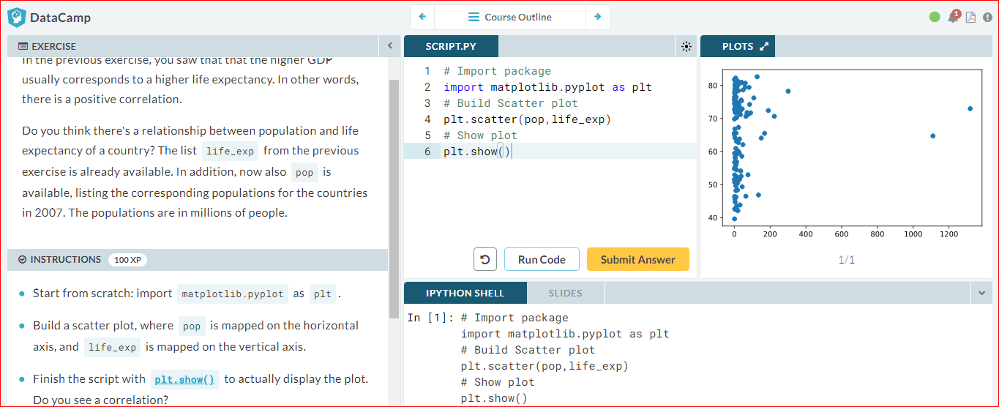 DataCamp
Course Outline
1
EXERCISE
In the previous exercise, you saw that that the higher GDP
usually corresponds to a higher life expectancy. In other words,
there is a positive correlation.
Do you think there's a relationship between population and life
expectancy of a country? The list life_exp from the previous
exercise is already available. In addition, now also pop is
available, listing the corresponding populations for the countries
in 2007. The populations are in millions of people.
INSTRUCTIONS 100 XP
Start from scratch: import matplotlib.pyplot as plt .
Build a scatter plot, where pop is mapped on the horizontal
axis, and life_exp is mapped on the vertical axis.
Finish the script with plt.show() to actually display the plot.
Do you see a correlation?
SCRIPT.PY
1 # Import package
2 import matplotlib.pyplot as plt
3 # Build Scatter plot
4 plt.scatter(pop,life_exp)
5 # Show plot
6 plt.show()
Run Code
Submit Answer
PLOTS
80
70
60
50
40
0 200 400 600 800 1000 1200
1/1
IPYTHON SHELL
SLIDES
In [1]: # Import package
import matplotlib.pyplot as plt
# Build Scatter plot
plt.scatter(pop,life_exp)
# Show plot
plt.show()